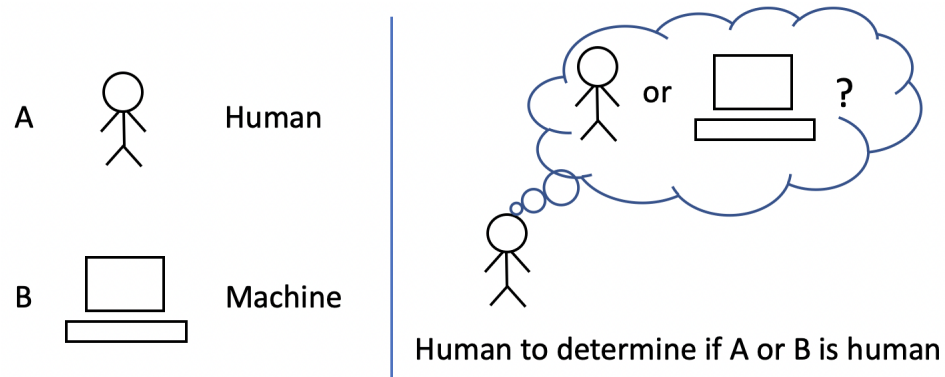 A Human
or ?
B Machine
Human to determine if A or B is human